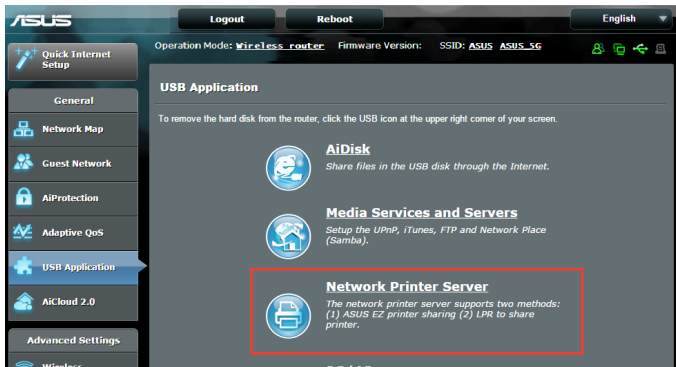 ASUS
Logout
Reboot
English
Quick Internet
Setup
Operation Mode: Wireless router Firmware Version: SSID: ASUS ASUS_5G
General
Network Map
Guest Network
AiProtection
Adaptive QoS
USB Application
AiCloud 2.0
Advanced Settings
Wireless
USB Application
To remove the hard disk from the router, click the USB icon at the upper right corner of your screen.
AiDisk
Share files in the USB disk through the Internet.
Media Services and Servers
Setup the UPnP, iTunes, FTP and Network Place
(Samba).
Network Printer Server
The network printer server supports two methods:
(1) ASUS EZ printer sharing (2) LPR to share
printer.